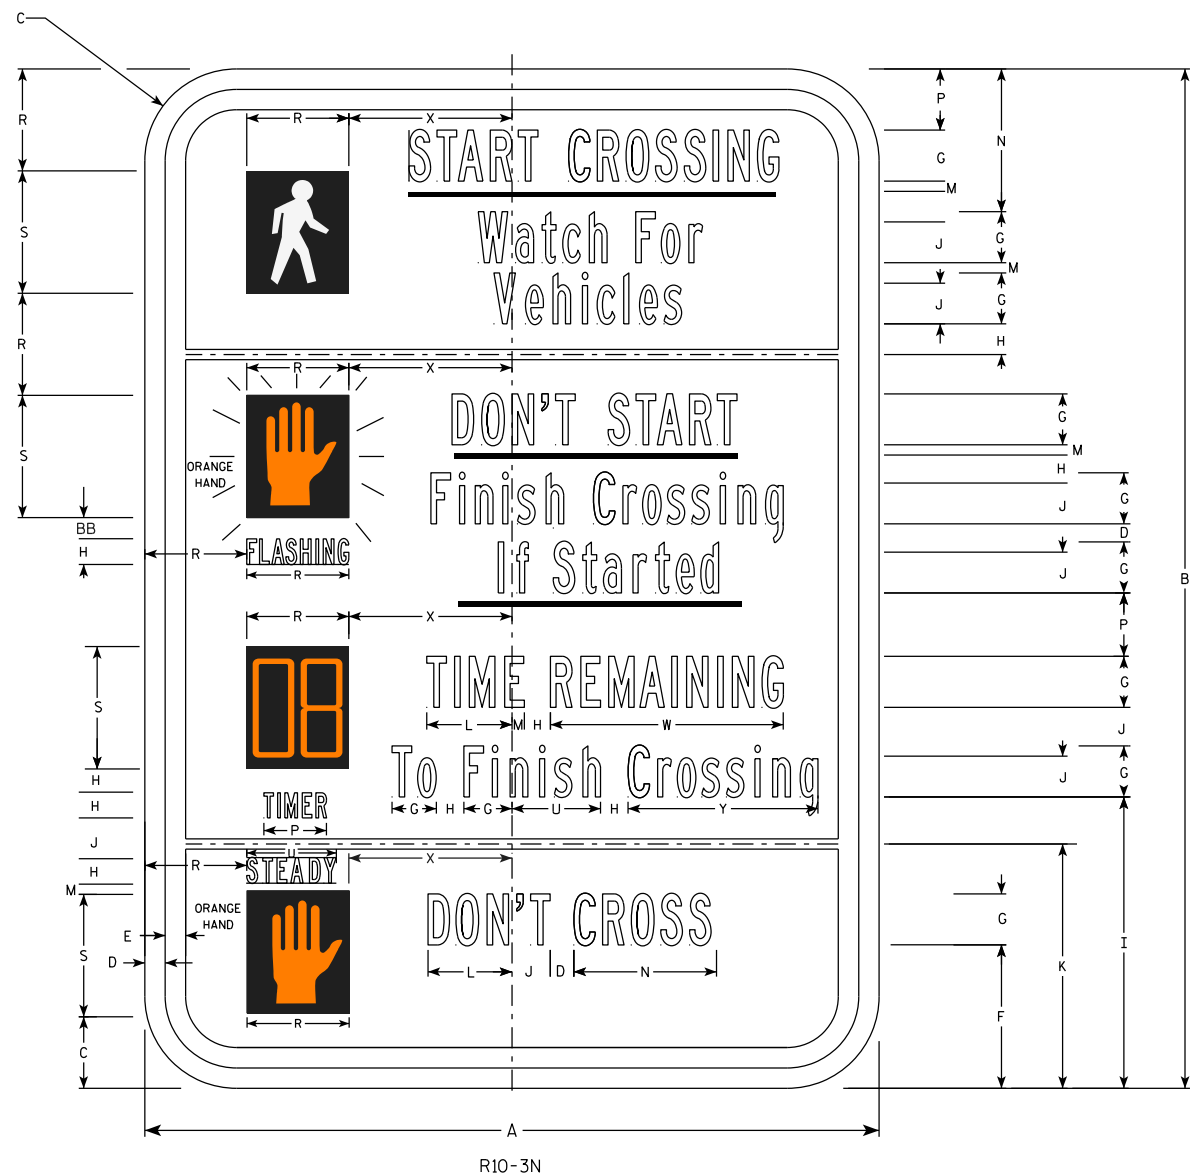 C
R
S
R
S
BB
H
R
S
H
H
J
H
M
R
E
D
S
C
R
X
START CROSSING
Watch For
Vehicles
R
X
ORANGE
HAND
DON'T START
Finish Crossing
If Started
FLASHING
R
R
X
TIME REMAINING
L M H W
To Finish Crossing
G H G U H Y
TIMER
P
U
STEADY
X
ORANGE
HAND
DON'T CROSS
L J D N
R
P
G
M
J
J
N
G
M
G
H
G
M
H
J
J
G
D
G
P
G
J
G
J
B
G
F
K
I
A
R10-3N